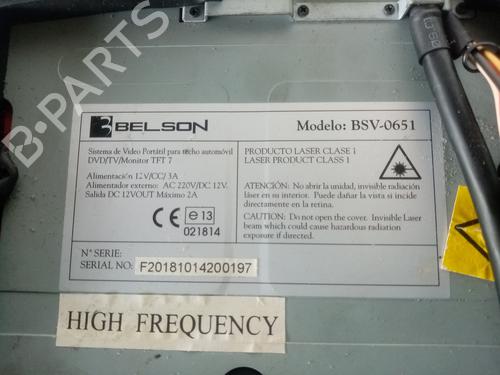 BELSON
Modelo: BSV-0651
Sistema de Video Portátil para techo automóvil
DVD/TV/Monitor TFT 7
Alimentación 12V/CC/ 3A
Alimentador externo: AC 220V/DC 12V.
Salida DC 12VOUT Máximo 2A
CE e 13
021814
PRODUCTO LASER CLASE 1
LASER PRODUCT CLASS 1
ATENCIÓN: No abrir la unidad, invisible radiación
láser en su interior. Puede dañar la vista si incide
directamente en la retina.
CAUTION: Do not open the cover. Invisible Laser
beam which could cause hazardous radiation
exposure if directed.
Nº SERIE:
SERIAL NO: F20181014200197
HIGH FREQUENCY
B-PARTS